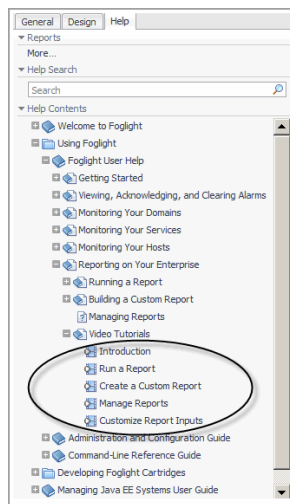 General Design Help
Reports
More...
Help Search
Search
Help Contents
Welcome to Foglight
Using Foglight
Foglight User Help
Getting Started
Viewing, Acknowledging, and Clearing Alarms
Monitoring Your Domains
Monitoring Your Services
Monitoring Your Hosts
Reporting on Your Enterprise
Running a Report
Building a Custom Report
Managing Reports
Video Tutorials
Introduction
Run a Report
Create a Custom Report
Manage Reports
Customize Report Inputs
Administration and Configuration Guide
Command-Line Reference Guide
Developing Foglight Cartridges
Managing Java EE Systems User Guide